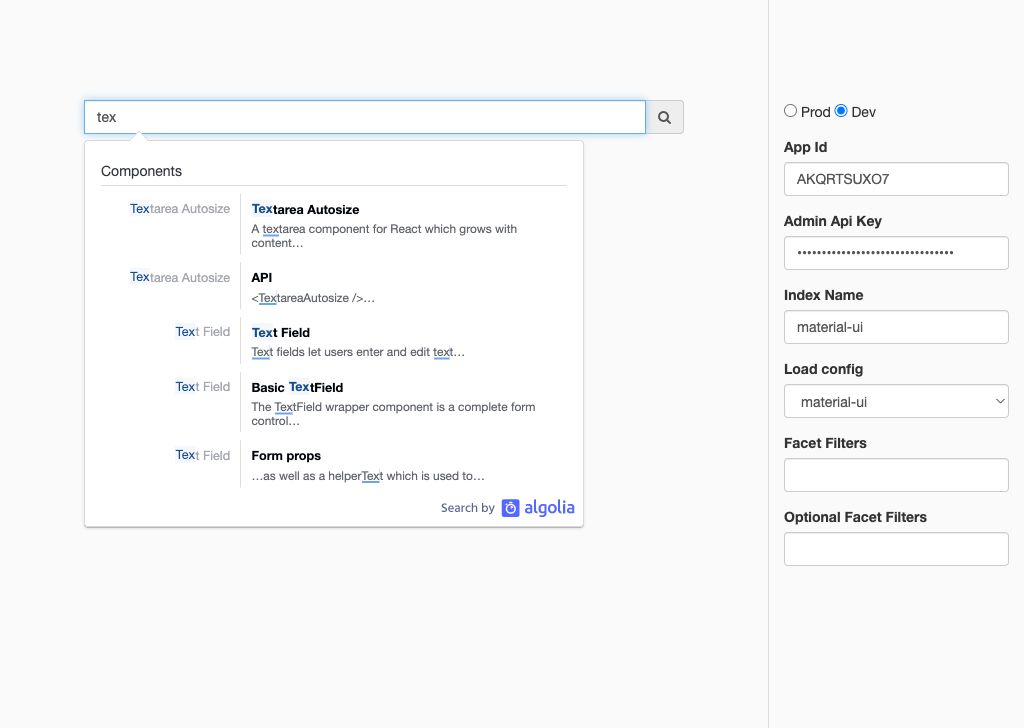 tex
Components
Textarea Autosize
Textarea Autosize
A textarea component for React which grows with
content…
Textarea Autosize
API
<TextareaAutosize />…
Text Field
Text Field
Text fields let users enter and edit text…
Text Field
Basic TextField
The TextField wrapper component is a complete form
control…
Text Field
Form props
…as well as a helperText which is used to…
Search by algolia
Prod Dev
App Id
AKQRTSUXO7
Admin Api Key
••••••••••••••••••••••••••••••••
Index Name
material-ui
Load config
material-ui
Facet Filters
Optional Facet Filters